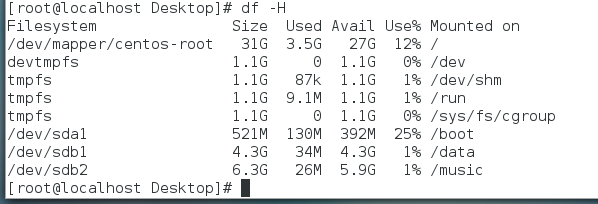 [root@localhost Desktop]# df -H
Filesystem Size Used Avail Use% Mounted on
/dev/mapper/centos-root 31G 3.5G 27G 12% /
devtmpfs 1.1G 0 1.1G 0% /dev
tmpfs 1.1G 87k 1.1G 1% /dev/shm
tmpfs 1.1G 9.1M 1.1G 1% /run
tmpfs 1.1G 0 1.1G 0% /sys/fs/cgroup
/dev/sda1 521M 130M 392M 25% /boot
/dev/sdb1 4.3G 34M 4.3G 1% /data
/dev/sdb2 6.3G 26M 5.9G 1% /music
[root@localhost Desktop]#